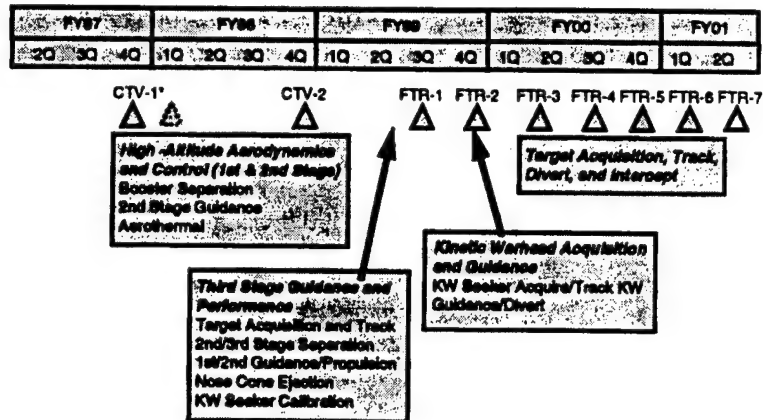 FY97 FY98 FY99 FY00 FY01
2Q 3Q 4Q 1Q 2Q 3Q 4Q 1Q 2Q 3Q 4Q 1Q 2Q 3Q 4Q 1Q 2Q
CTV-1* CTV-2 FTR-1 FTR-2 FTR-3 FTR-4 FTR-5 FTR-6 FTR-7
High -Altitude Aerodynamics
and Control (1st & 2nd Stage)
Booster Separation
2nd Stage Guidance
Aerothermal
Target Acquisition, Track,
Divert, and Intercept
Kinetic Warhead Acquisition
and Guidance
KW Seeker Acquire/Track KW
Guidance/Divert
Third Stage Guidance and
Performance
Target Acquisition and Track
2nd/3rd Stage Separation
1st/2nd Guidance/Propulsion
Nose Cone Ejection
KW Seeker Calibration